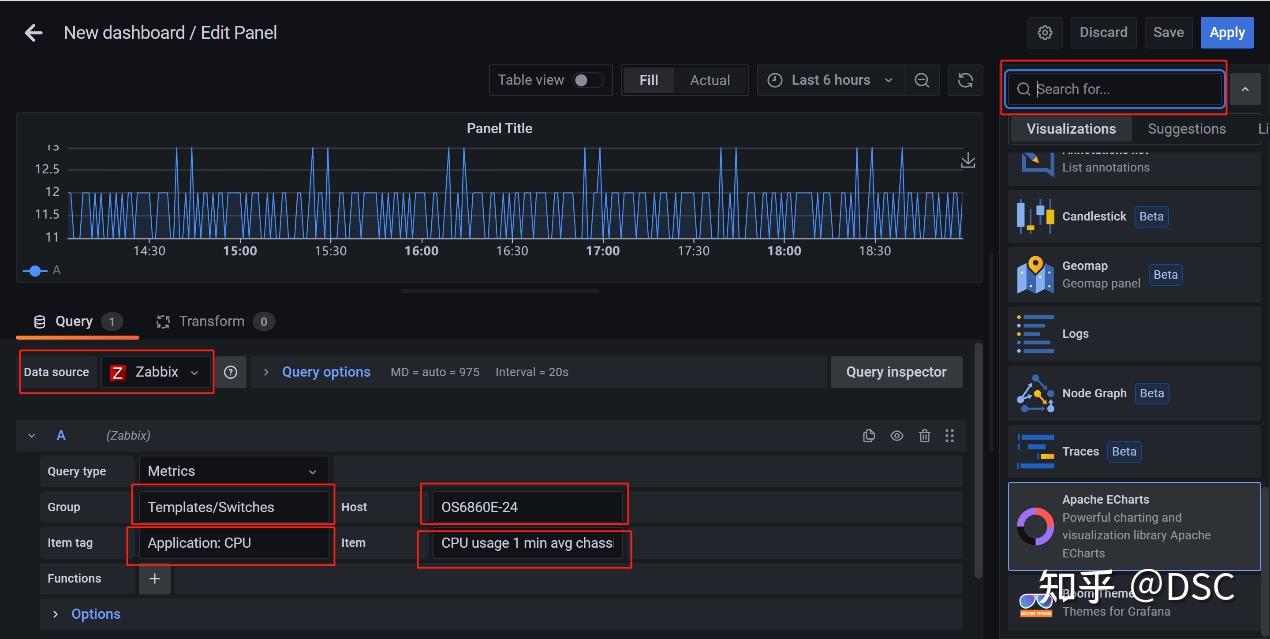 New dashboard / Edit Panel
Discard
Save
Apply
Table view
Fill
Actual
Last 6 hours
Search for...
Visualizations
Suggestions
Li
Panel Title
13
12.5
12
11.5
11
14:30
15:00
15:30
16:00
16:30
17:00
17:30
18:00
18:30
A
Annotations list
List annotations
Candlestick
Beta
Geomap
Beta
Geomap panel
Logs
Node Graph
Beta
Traces
Beta
Apache ECharts
Powerful charting and
visualization library Apache
ECharts
Boom Theme
Themes for Grafana
BOOM THEME
Query
1
Transform
0
Data source
Z
Zabbix
Query options
MD = auto = 975
Interval = 20s
Query inspector
A
(Zabbix)
Query type
Metrics
Group
Templates/Switches
Host
OS6860E-24
Item tag
Application: CPU
Item
CPU usage 1 min avg chassi
Functions
+
Options
知乎 @DSC